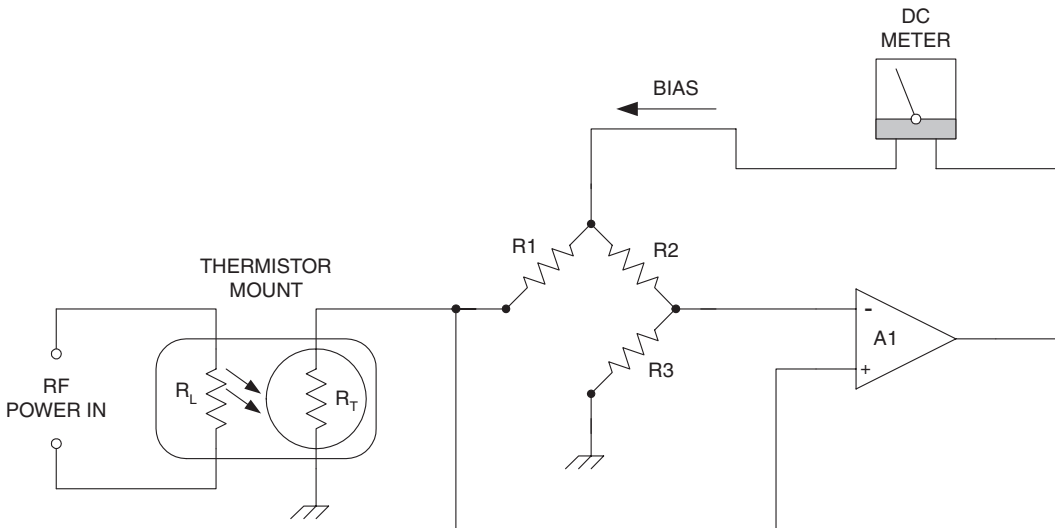 DC
METER
BIAS
R1
R2
THERMISTOR
MOUNT
-
A1
+
R3
RF
POWER IN
R_L
R_T